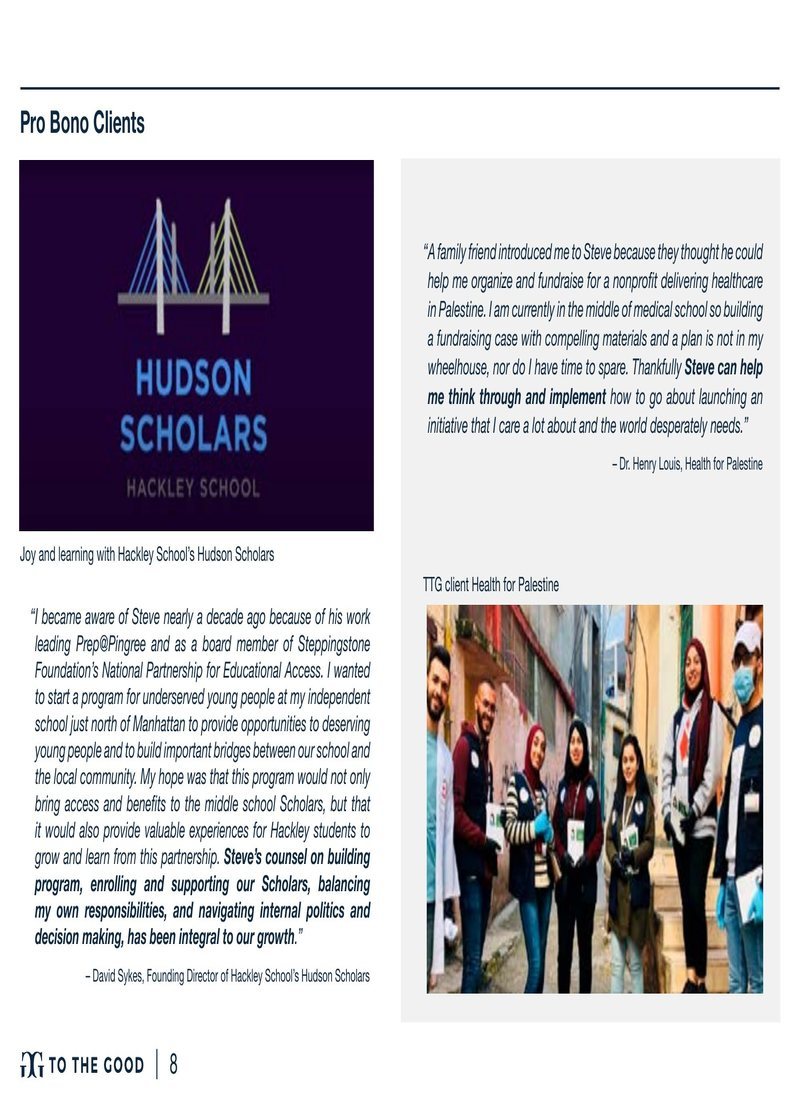 Pro Bono Clients
HUDSON
SCHOLARS
HACKLEY SCHOOL
Joy and learning with Hackley School’s Hudson Scholars
“I became aware of Steve nearly a decade ago because of his work
leading Prep@Pingree and as a board member of Steppingstone
Foundation’s National Partnership for Educational Access. I wanted
to start a program for underserved young people at my independent
school just north of Manhattan to provide opportunities to deserving
young people and to build important bridges between our school and
the local community. My hope was that this program would not only
bring access and benefits to the middle school Scholars, but that
it would also provide valuable experiences for Hackley students to
grow and learn from this partnership. Steve’s counsel on building
program, enrolling and supporting our Scholars, balancing
my own responsibilities, and navigating internal politics and
decision making, has been integral to our growth.”
– David Sykes, Founding Director of Hackley School’s Hudson Scholars
“A family friend introduced me to Steve because they thought he could
help me organize and fundraise for a nonprofit delivering healthcare
in Palestine. I am currently in the middle of medical school so building
a fundraising case with compelling materials and a plan is not in my
wheelhouse, nor do I have time to spare. Thankfully Steve can help
me think through and implement how to go about launching an
initiative that I care a lot about and the world desperately needs.”
– Dr. Henry Louis, Health for Palestine
TTG client Health for Palestine
TO THE GOOD | 8